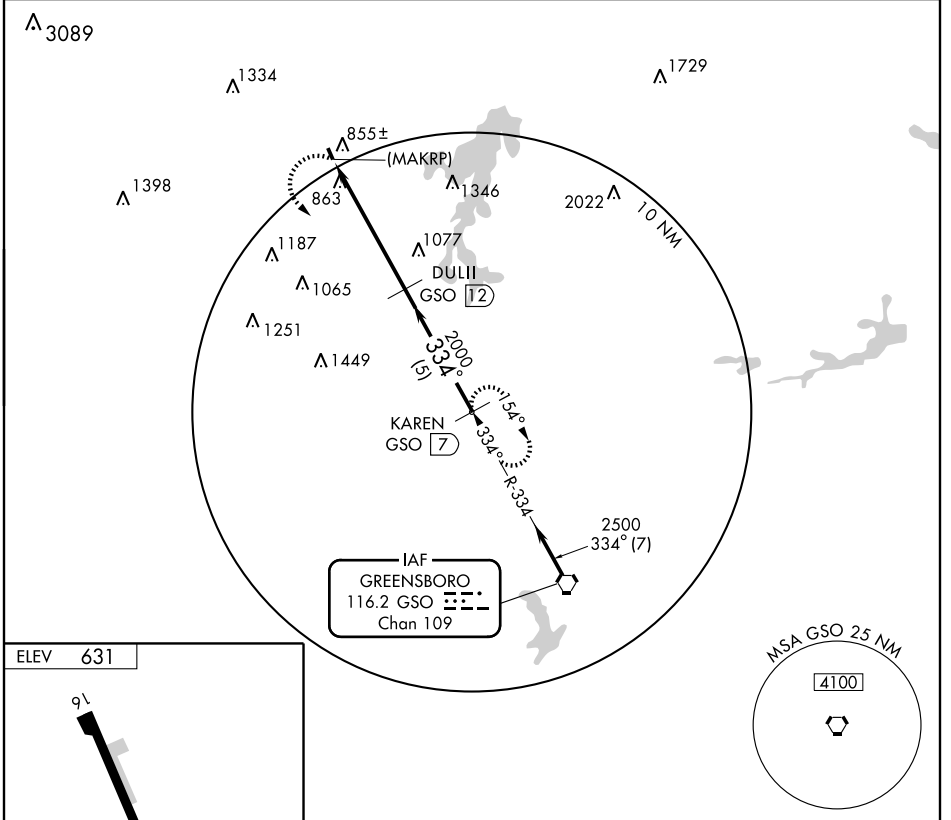 3089
1334
1729
855±
(MAKRP)
1398
863
1346
2022
10 NM
1187
1077
1065
DULII
GSO 12
1251
1449
2000
334°
(5)
154°
KAREN
GSO 7
334°
R-334
2500
334° (7)
IAF
GREENSBORO
116.2 GSO
Chan 109
MSA GSO 25 NM
4100
ELEV 631
16